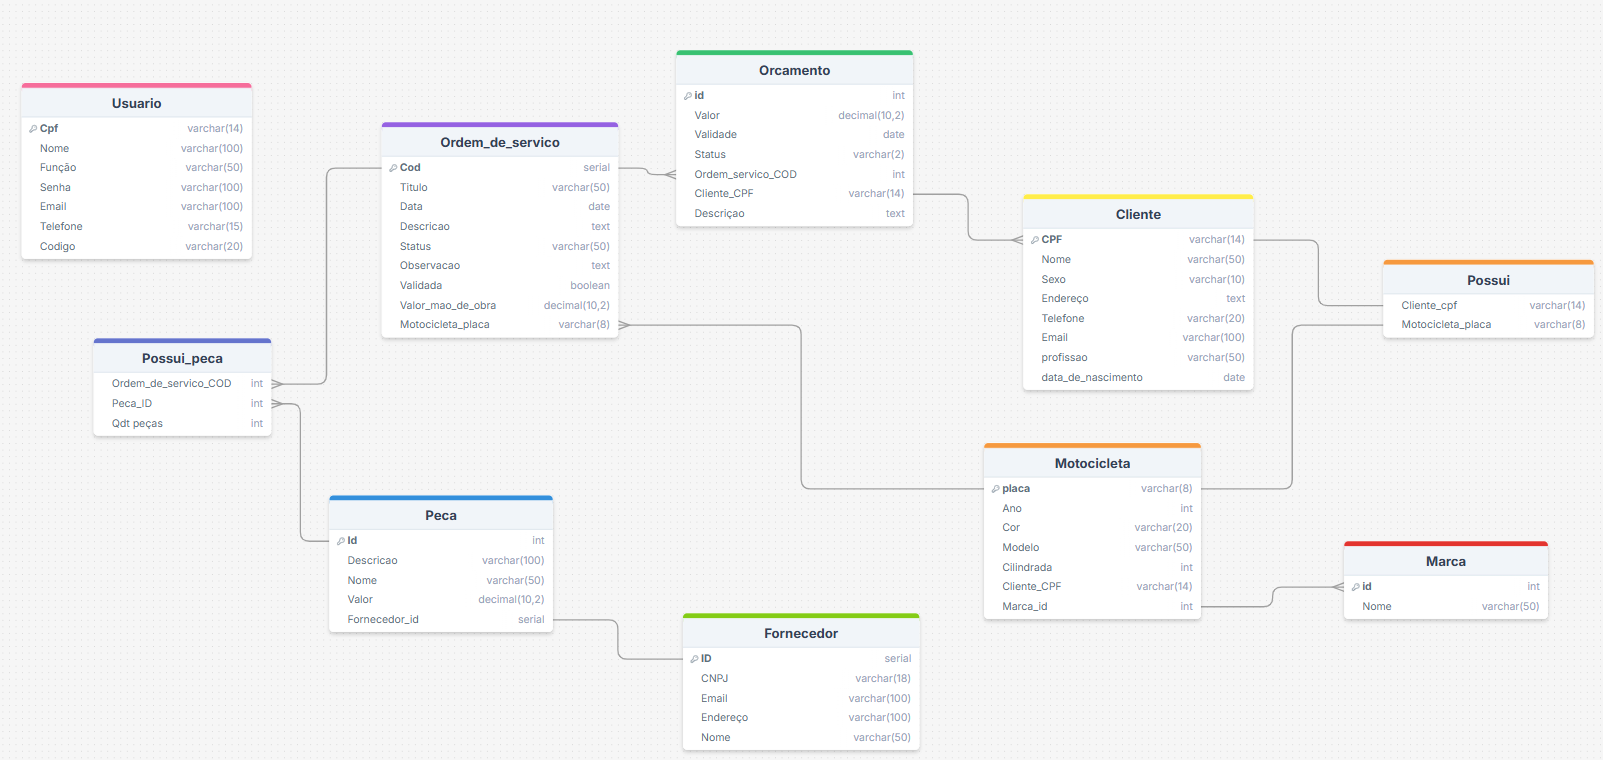 Usuario
Cpf varchar(14)
Nome varchar(100)
Função varchar(50)
Senha varchar(100)
Email varchar(100)
Telefone varchar(15)
Codigo varchar(20)
Ordem_de_servico
Cod serial
Titulo varchar(50)
Data date
Descricao text
Status varchar(50)
Observacao text
Validada boolean
Valor_mao_de_obra decimal(10,2)
Motocicleta_placa varchar(8)
Orcamento
id int
Valor decimal(10,2)
Validade date
Status varchar(2)
Ordem_servico_COD int
Cliente_CPF varchar(14)
Descriçao text
Cliente
CPF varchar(14)
Nome varchar(50)
Sexo varchar(10)
Endereço text
Telefone varchar(20)
Email varchar(100)
profissao varchar(50)
data_de_nascimento date
Possui
Cliente_cpf varchar(14)
Motocicleta_placa varchar(8)
Possui_peca
Ordem_de_servico_COD int
Peca_ID int
Qdt peças int
Peca
Id int
Descricao varchar(100)
Nome varchar(50)
Valor decimal(10,2)
Fornecedor_id serial
Motocicleta
placa varchar(8)
Ano int
Cor varchar(20)
Modelo varchar(50)
Cilindrada int
Cliente_CPF varchar(14)
Marca_id int
Marca
id int
Nome varchar(50)
Fornecedor
ID serial
CNPJ varchar(18)
Email varchar(100)
Endereço varchar(100)
Nome varchar(50)